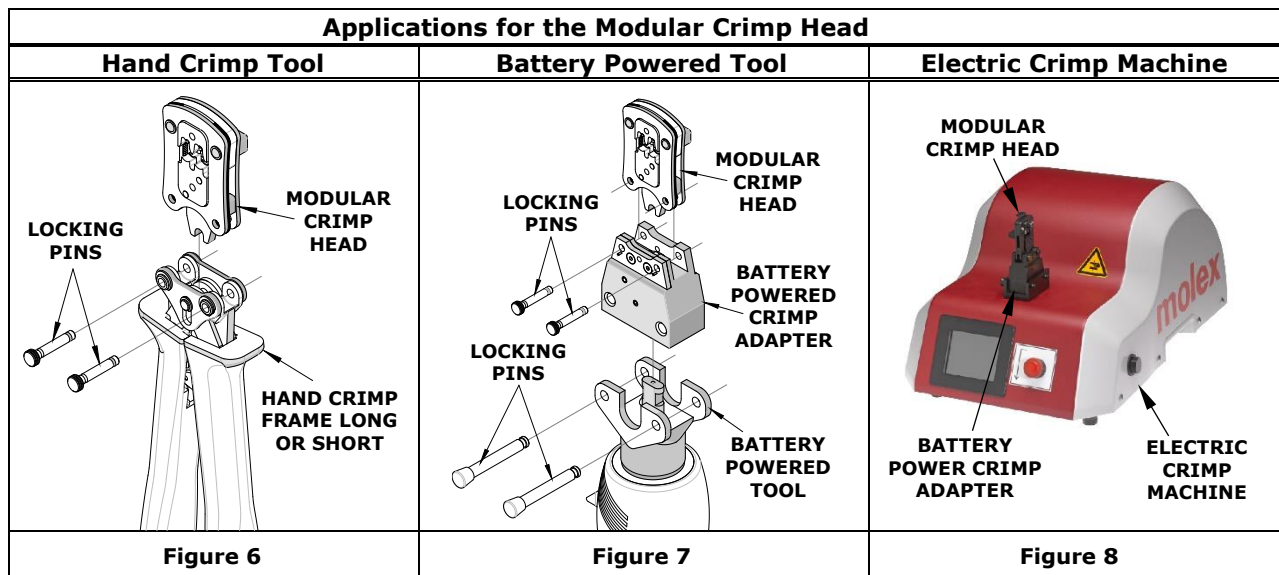 Applications for the Modular Crimp Head
Hand Crimp Tool
Battery Powered Tool
Electric Crimp Machine
MODULAR
CRIMP
HEAD
LOCKING
PINS
HAND CRIMP
FRAME LONG
OR SHORT
MODULAR
CRIMP
HEAD
LOCKING
PINS
BATTERY
POWERED
CRIMP
ADAPTER
LOCKING
PINS
BATTERY
POWERED
TOOL
MODULAR
CRIMP HEAD
molex
BATTERY
POWER CRIMP
ADAPTER
ELECTRIC
CRIMP
MACHINE
Figure 6
Figure 7
Figure 8